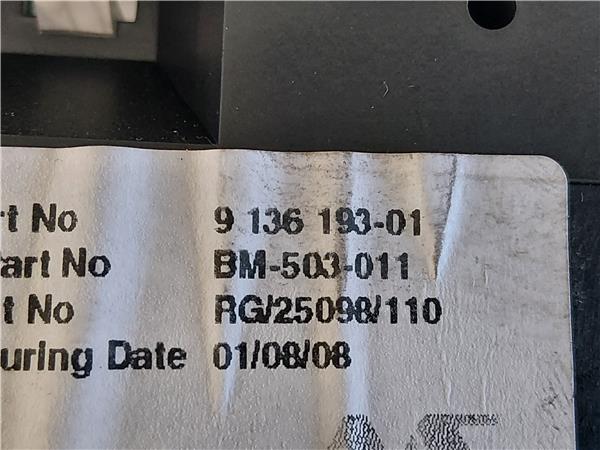 rt No 9 136 193-01
art No BM-503-011
t No RG/25098/110
uring Date 01/08/08